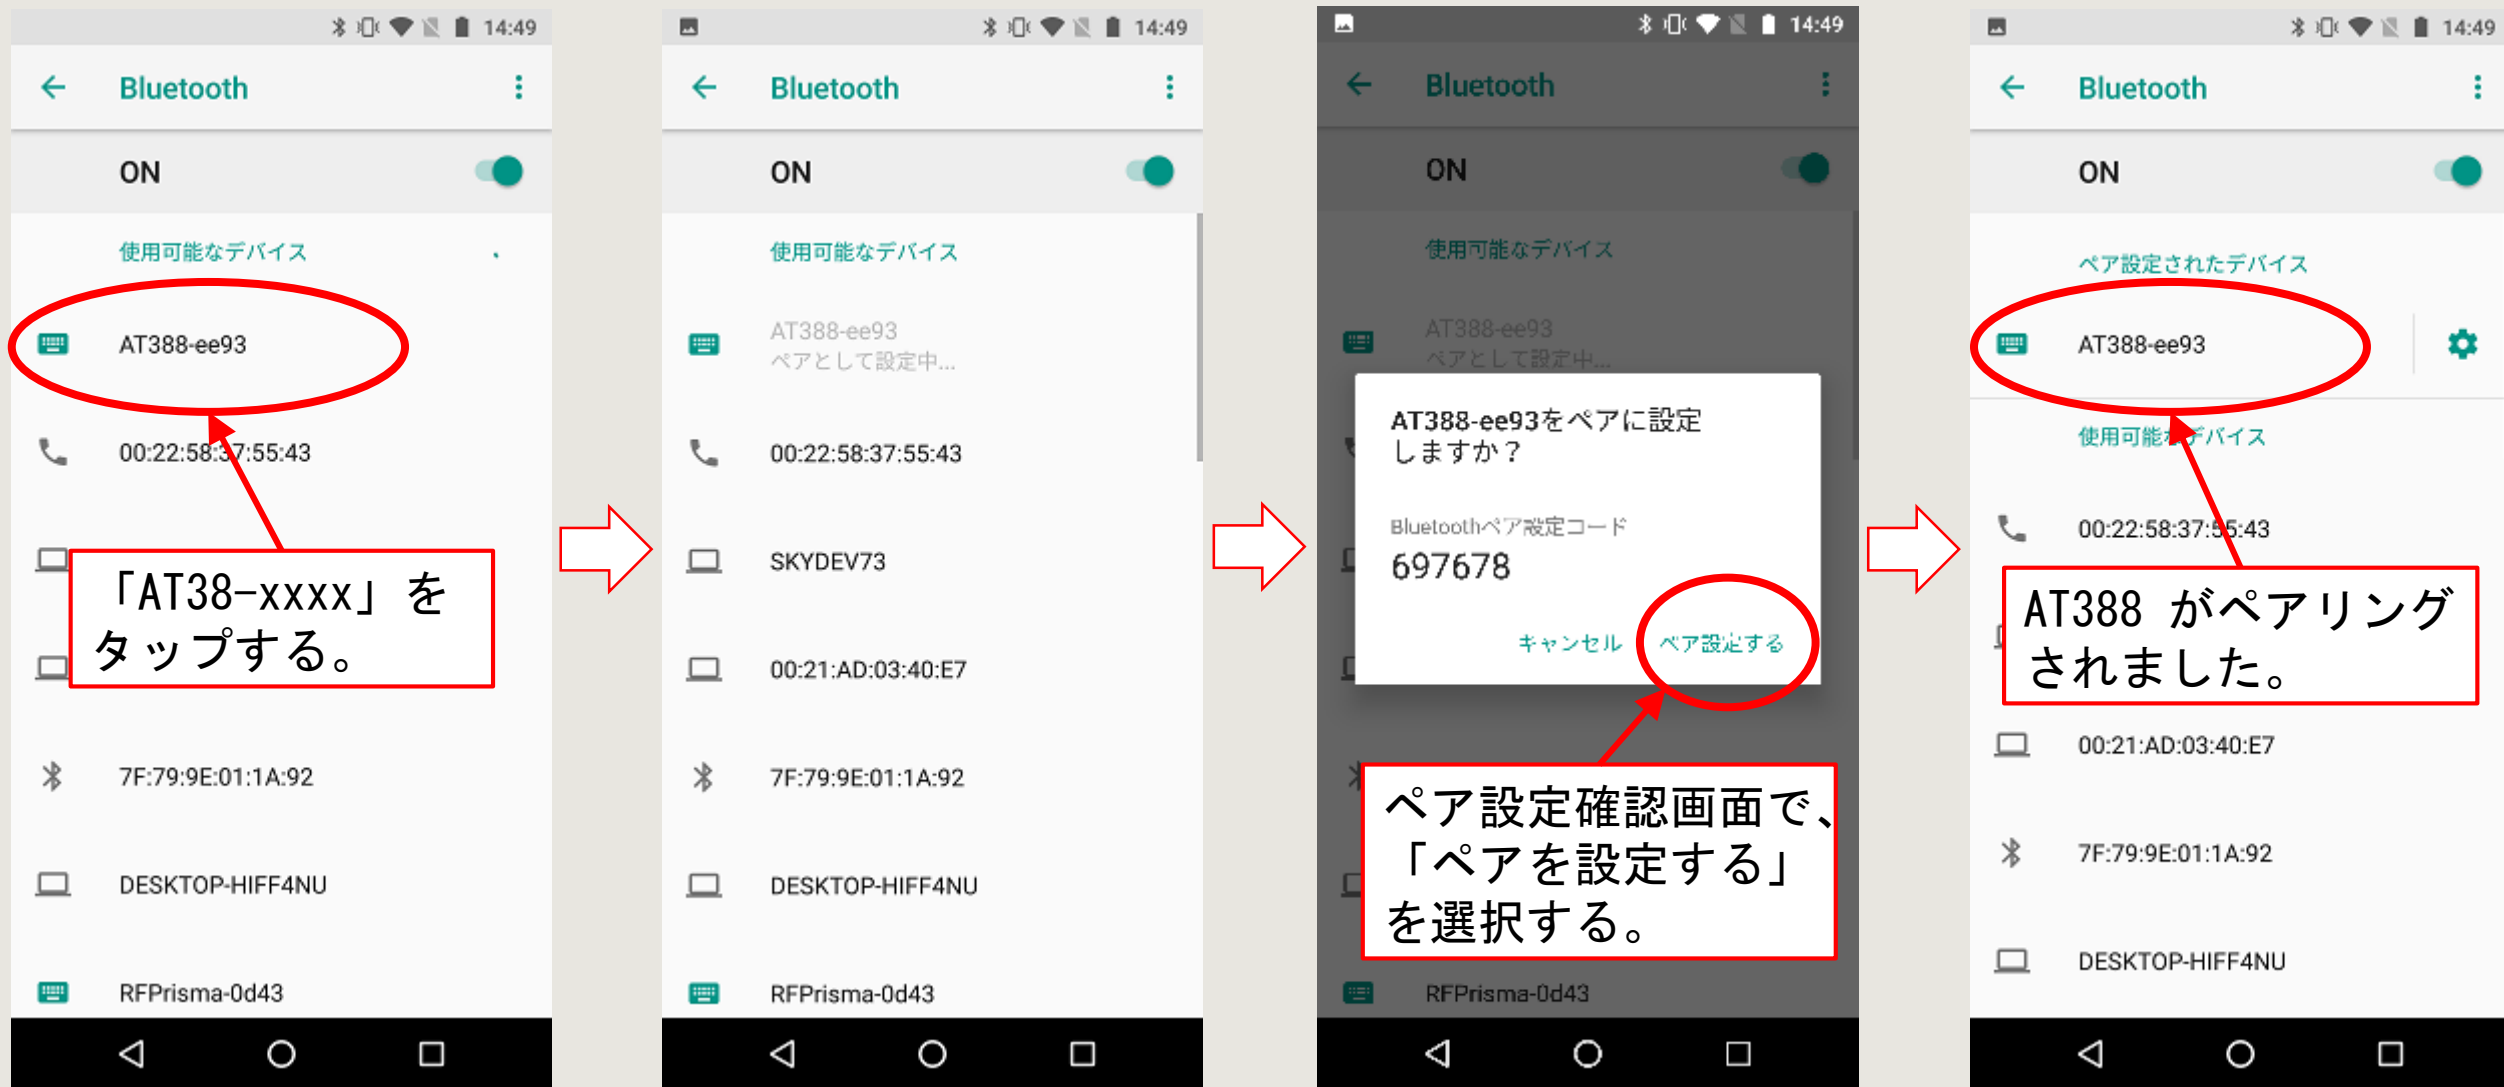 14:49
Bluetooth
ON
使用可能なデバイス
AT388-ee93
00:22:58:37:55:43
「AT38-xxxx」を
タップする。
7F:79:9E:01:1A:92
DESKTOP-HIFF4NU
RFPrisma-0d43
14:49
Bluetooth
ON
使用可能なデバイス
AT388-ee93
ペアとして設定中...
00:22:58:37:55:43
SKYDEV73
00:21:AD:03:40:E7
7F:79:9E:01:1A:92
DESKTOP-HIFF4NU
RFPrisma-0d43
14:49
Bluetooth
ON
使用可能なデバイス
AT388-ee93
ペアとして設定中...
AT388-ee93をペアに設定
しますか？
Bluetoothペア設定コード
697678
キャンセル ペア設定する
ペア設定確認画面で、
「ペアを設定する」
を選択する。
RFPrisma-0d43
14:49
Bluetooth
ON
ペア設定されたデバイス
AT388-ee93
使用可能なデバイス
00:22:58:37:55:43
AT388 がペアリング
されました。
00:21:AD:03:40:E7
7F:79:9E:01:1A:92
DESKTOP-HIFF4NU